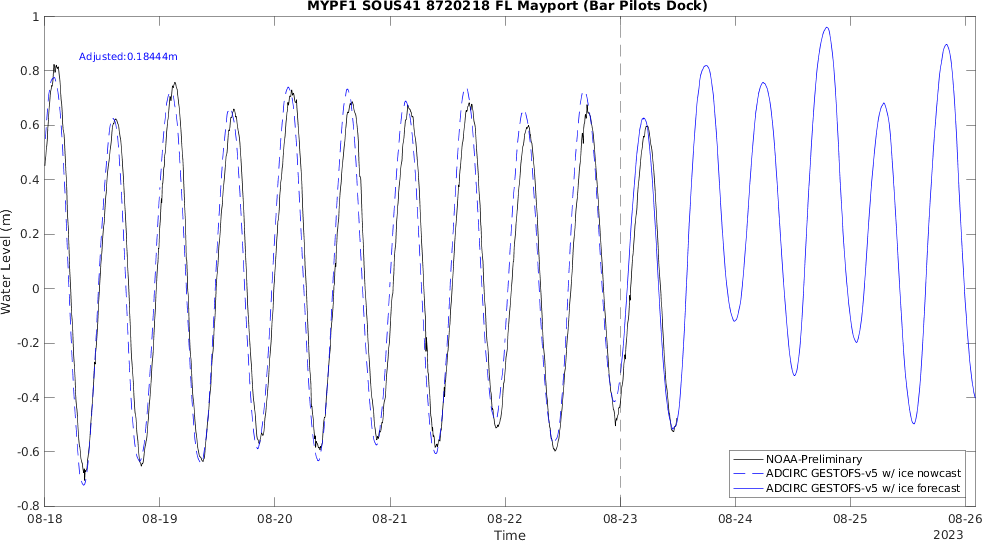 MYPF1 SOUS41 8720218 FL Mayport (Bar Pilots Dock)
Adjusted:0.18444m
Water Level (m)
1
0.8
0.6
0.4
0.2
0
-0.2
-0.4
-0.6
-0.8
NOAA-Preliminary
ADCIRC GESTOFS-v5 w/ ice nowcast
ADCIRC GESTOFS-v5 w/ ice forecast
08-18 08-19 08-20 08-21 08-22 08-23 08-24 08-25 08-26
Time
2023